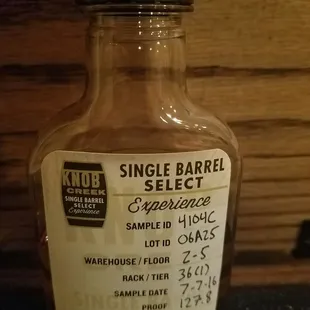 KNOB
CREEK
SINGLE BARREL
SELECT
Experience
SINGLE BARREL
SELECT
Experience
SAMPLE ID 4104C
LOT ID 06A25
WAREHOUSE / FLOOR Z-5
RACK / TIER 36(1)
SAMPLE DATE 7-7-16
PROOF 127.8